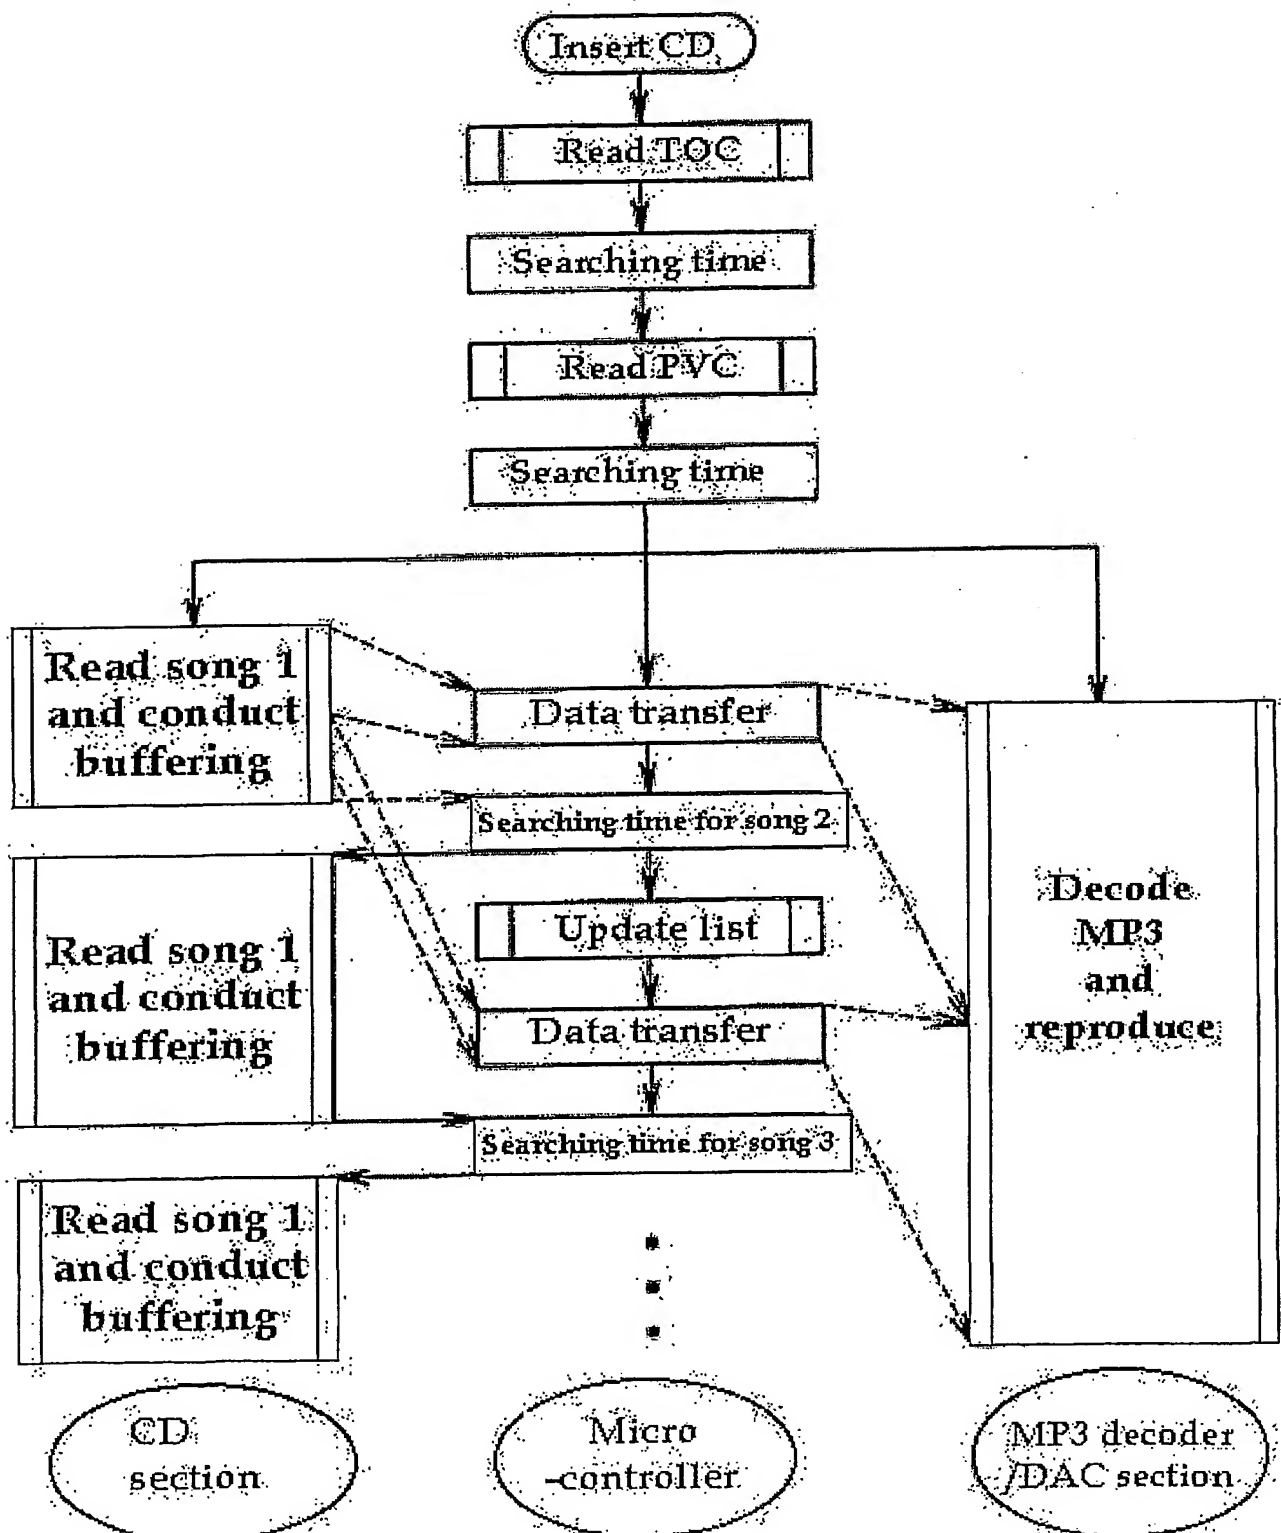 Insert CD
Read TOC
Searching time
Read PVC
Searching time
Read song 1
and conduct
buffering
Data transfer
Searching time for song 2
Read song 1
and conduct
buffering
Update list
Data transfer
Searching time for song 3
Read song 1
and conduct
buffering
Decode
MP3
and
reproduce
CD
section
Micro
-controller
MP3 decoder
/DAC section